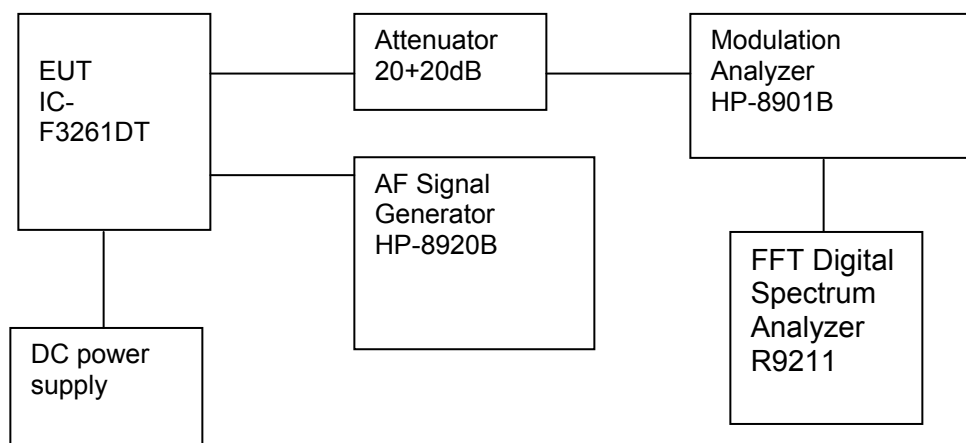 EUT
IC-
F3261DT
Attenuator
20+20dB
Modulation
Analyzer
HP-8901B
AF Signal
Generator
HP-8920B
FFT Digital
Spectrum
Analyzer
R9211
DC power
supply